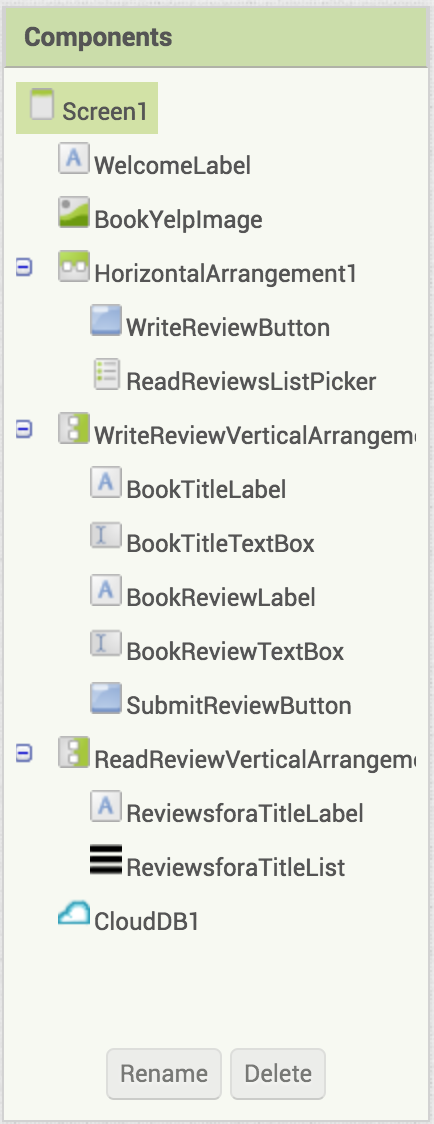 Components
Screen1
WelcomeLabel
BookYelpImage
HorizontalArrangement1
WriteReviewButton
ReadReviewsListPicker
WriteReviewVerticalArrangem
BookTitleLabel
BookTitleTextBox
BookReviewLabel
BookReviewTextBox
SubmitReviewButton
ReadReviewVerticalArrangem
ReviewsforaTitleLabel
ReviewsforaTitleList
CloudDB1
Rename Delete